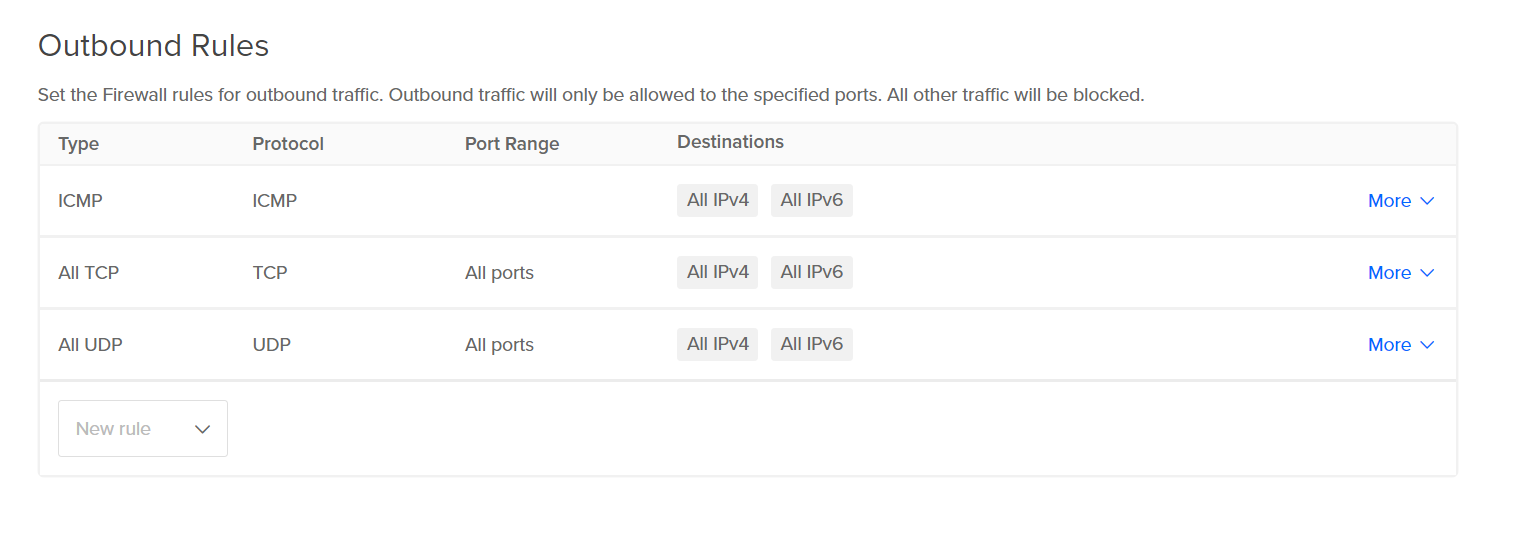 Outbound Rules
Set the Firewall rules for outbound traffic. Outbound traffic will only be allowed to the specified ports. All other traffic will be blocked.
Type Protocol Port Range Destinations
ICMP ICMP All IPv4 All IPv6 More
All TCP TCP All ports All IPv4 All IPv6 More
All UDP UDP All ports All IPv4 All IPv6 More
New rule